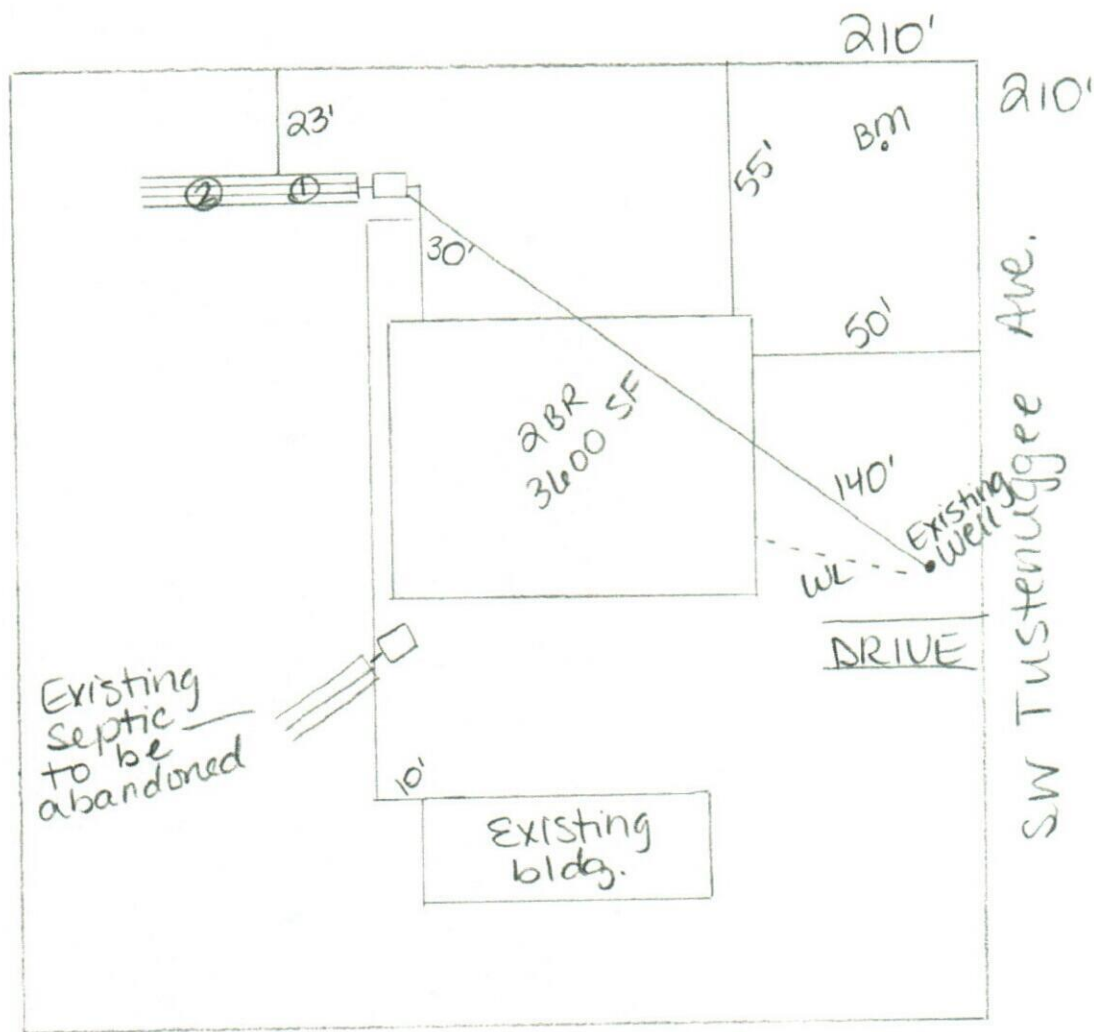 210'
210'
23'
BM
55'
② ①
30'
50'
2BR
3600 SF
140'
Existing
Well
WL
SW Tustenuggee Ave.
DRIVE
Existing
septic
to be
abandoned
10'
Existing
bldg.